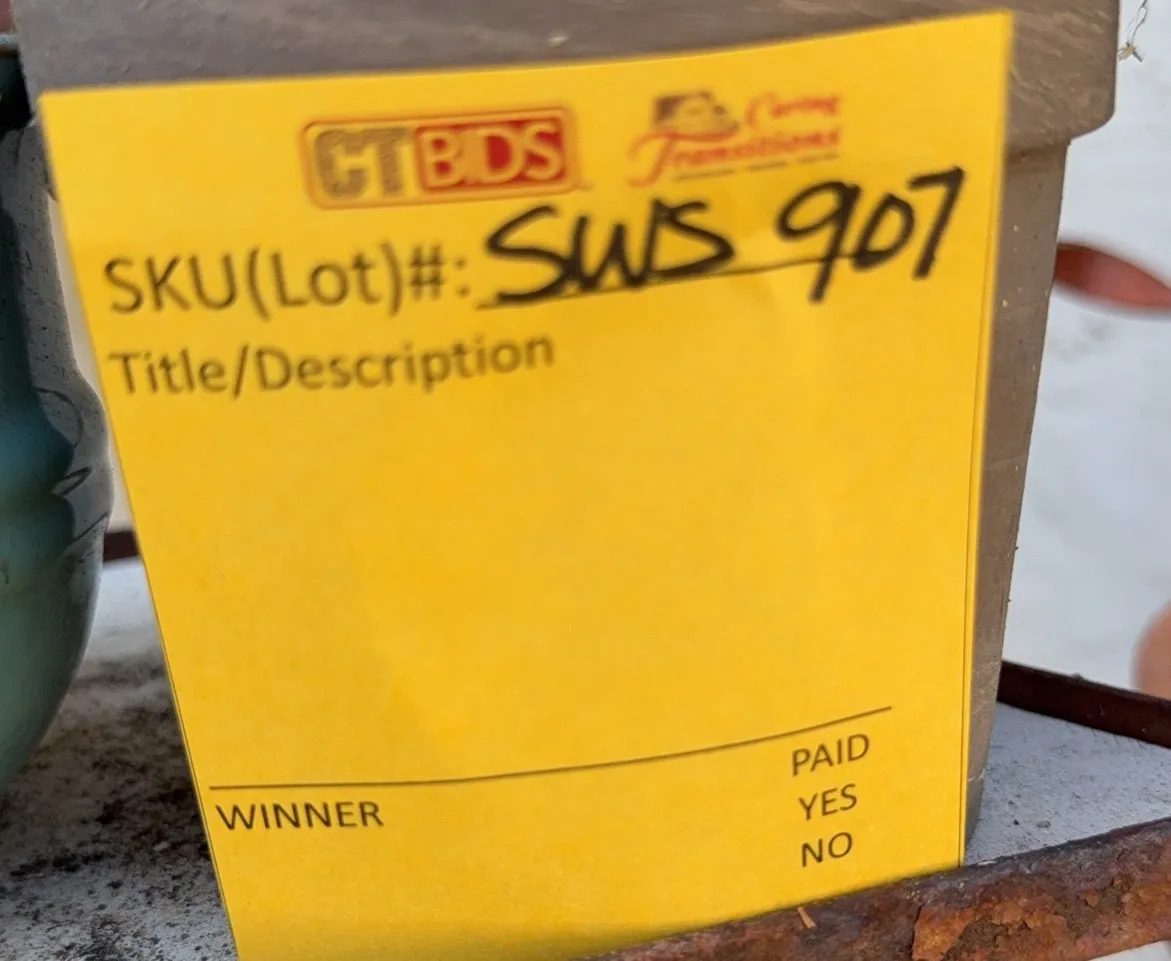 CTBIDS
Caring
Transitions
SKU(Lot)#: SWS 907
Title/Description
PAID
WINNER
YES
NO